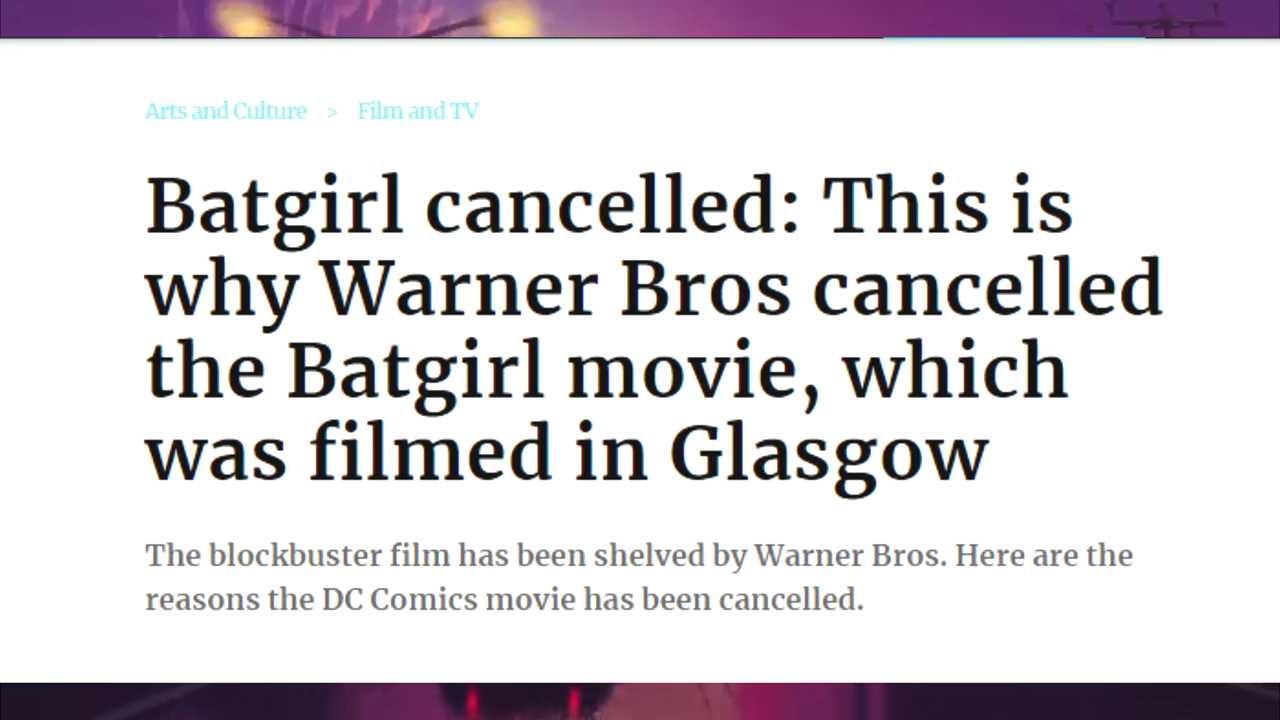 Arts and Culture > Film and TV
Batgirl cancelled: This is
why Warner Bros cancelled
the Batgirl movie, which
was filmed in Glasgow
The blockbuster film has been shelved by Warner Bros. Here are the
reasons the DC Comics movie has been cancelled.